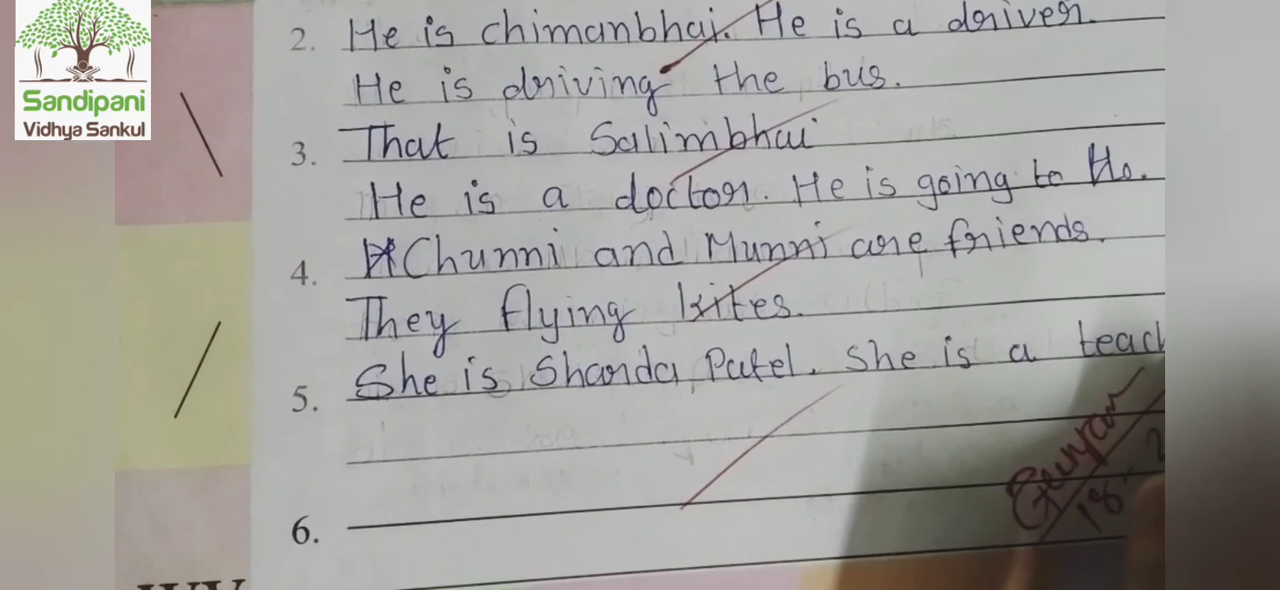 Sandipani
Vidhya Sankul
2. He is chimanbhai. He is a driver.
He is driving the bus.
3. That is Salimbhai
He is a doctor. He is going to Ho.
4. Chunni and Munni are friends.
They flying kites.
5. She is Sharda Patel. She is a teach
6.
18